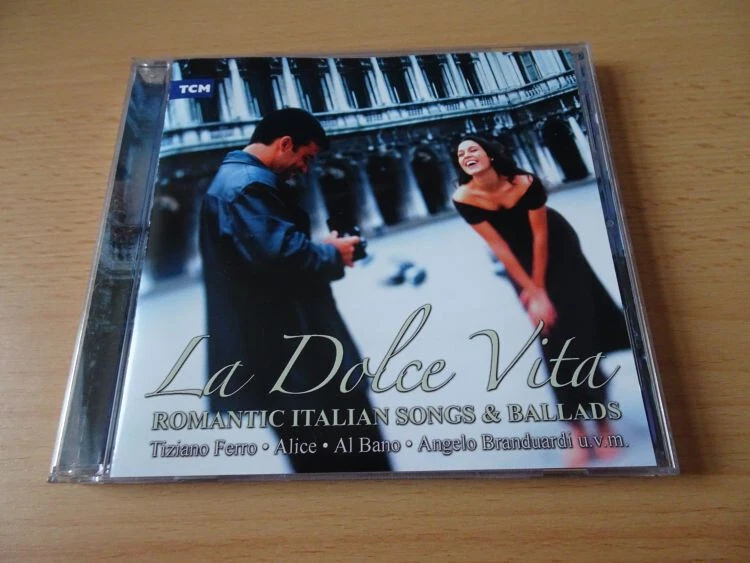 TCM
La Dolce Vita
ROMANTIC ITALIAN SONGS & BALLADS
Tiziano Ferro • Alice • Al Bano • Angelo Branduardi u.v.m.